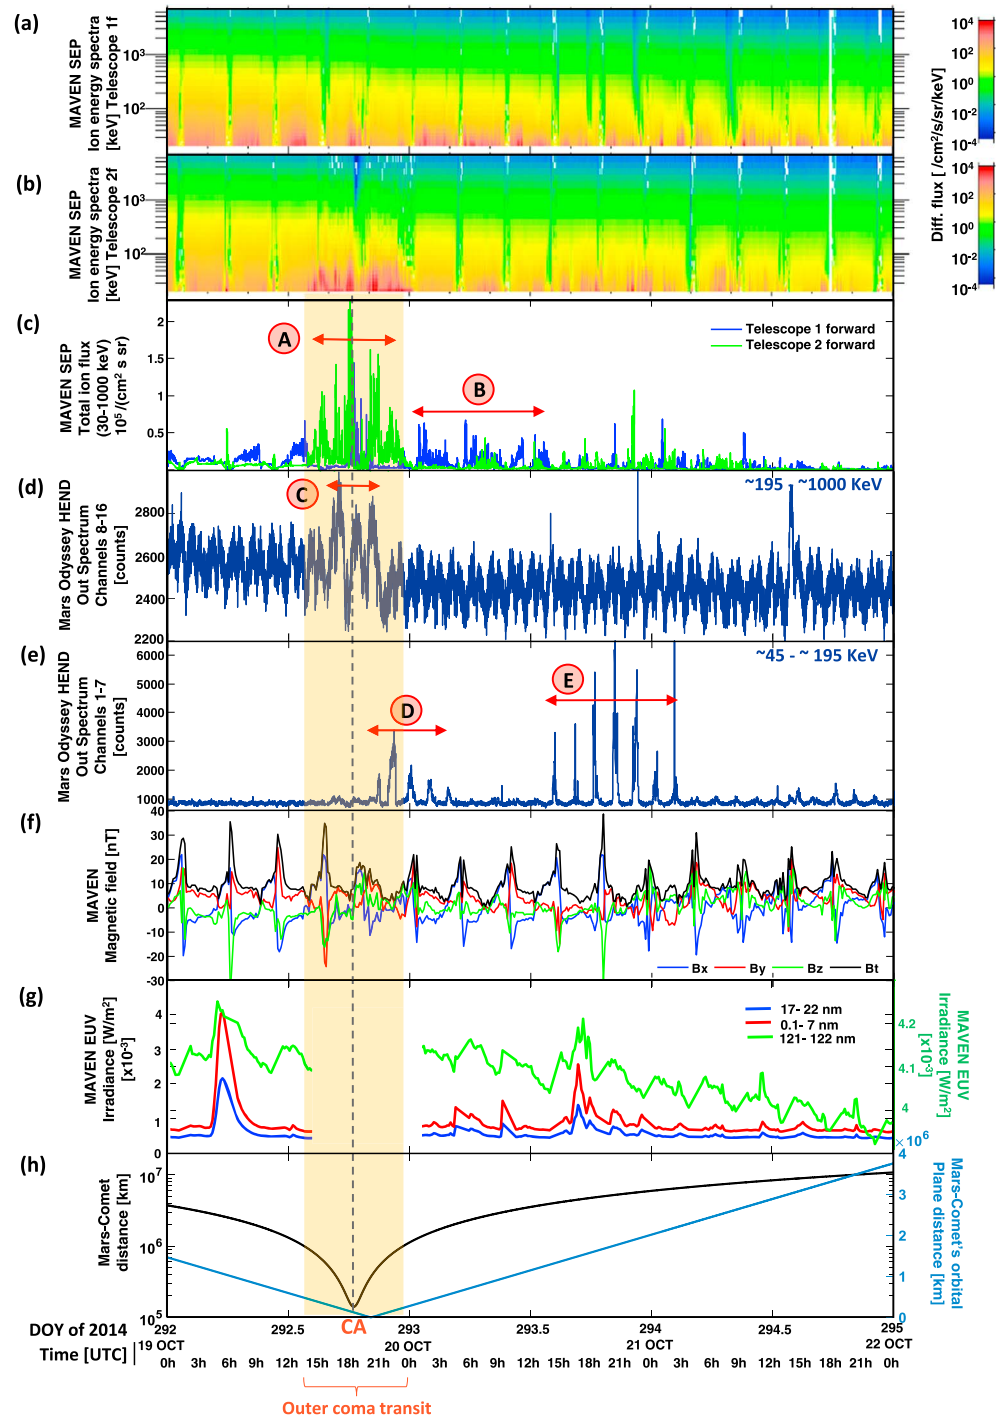 (a)
MAVEN SEP
Ion energy spectra
[keV] Telescope 1f
10³
10²
10⁴
10²
10⁰
10⁻²
10⁻⁴
(b)
MAVEN SEP
Ion energy spectra
[keV] Telescope 2f
10³
10²
10⁴
10²
10⁰
10⁻²
10⁻⁴
Diff. flux [ /cm²/s/sr/keV]
(c)
MAVEN SEP
Total ion flux
(30-1000 keV)
10⁵ /(cm² s sr)
2
1.5
1
0.5
A
B
Telescope 1 forward
Telescope 2 forward
(d)
Mars Odyssey HEND
Out Spectrum
Channels 8-16
[counts]
2800
2600
2400
2200
C
~195 - ~1000 KeV
(e)
Mars Odyssey HEND
Out Spectrum
Channels 1-7
[counts]
6000
5000
4000
3000
2000
1000
D
E
~45 - ~ 195 KeV
(f)
MAVEN
Magnetic field [nT]
40
30
20
10
0
-10
-20
-30
Bx
By
Bz
Bt
(g)
MAVEN EUV
Irradiance [W/m²]
[x10⁻³]
4
3
2
1
0
17- 22 nm
0.1- 7 nm
121- 122 nm
4.2
4.1
4
MAVEN EUV
Irradiance [W/m²]
[x10⁻³]
×10⁶
(h)
Mars-Comet
distance [km]
10⁷
10⁶
10⁵
4
3
2
1
0
Mars-Comet's orbital
Plane distance [km]
DOY of 2014
292
292.5
CA
293
293.5
294
294.5
295
Time [UTC]
19 OCT
20 OCT
21 OCT
22 OCT
0h 3h 6h 9h 12h 15h 18h 21h 0h 3h 6h 9h 12h 15h 18h 21h 0h 3h 6h 9h 12h 15h 18h 21h 0h
Outer coma transit